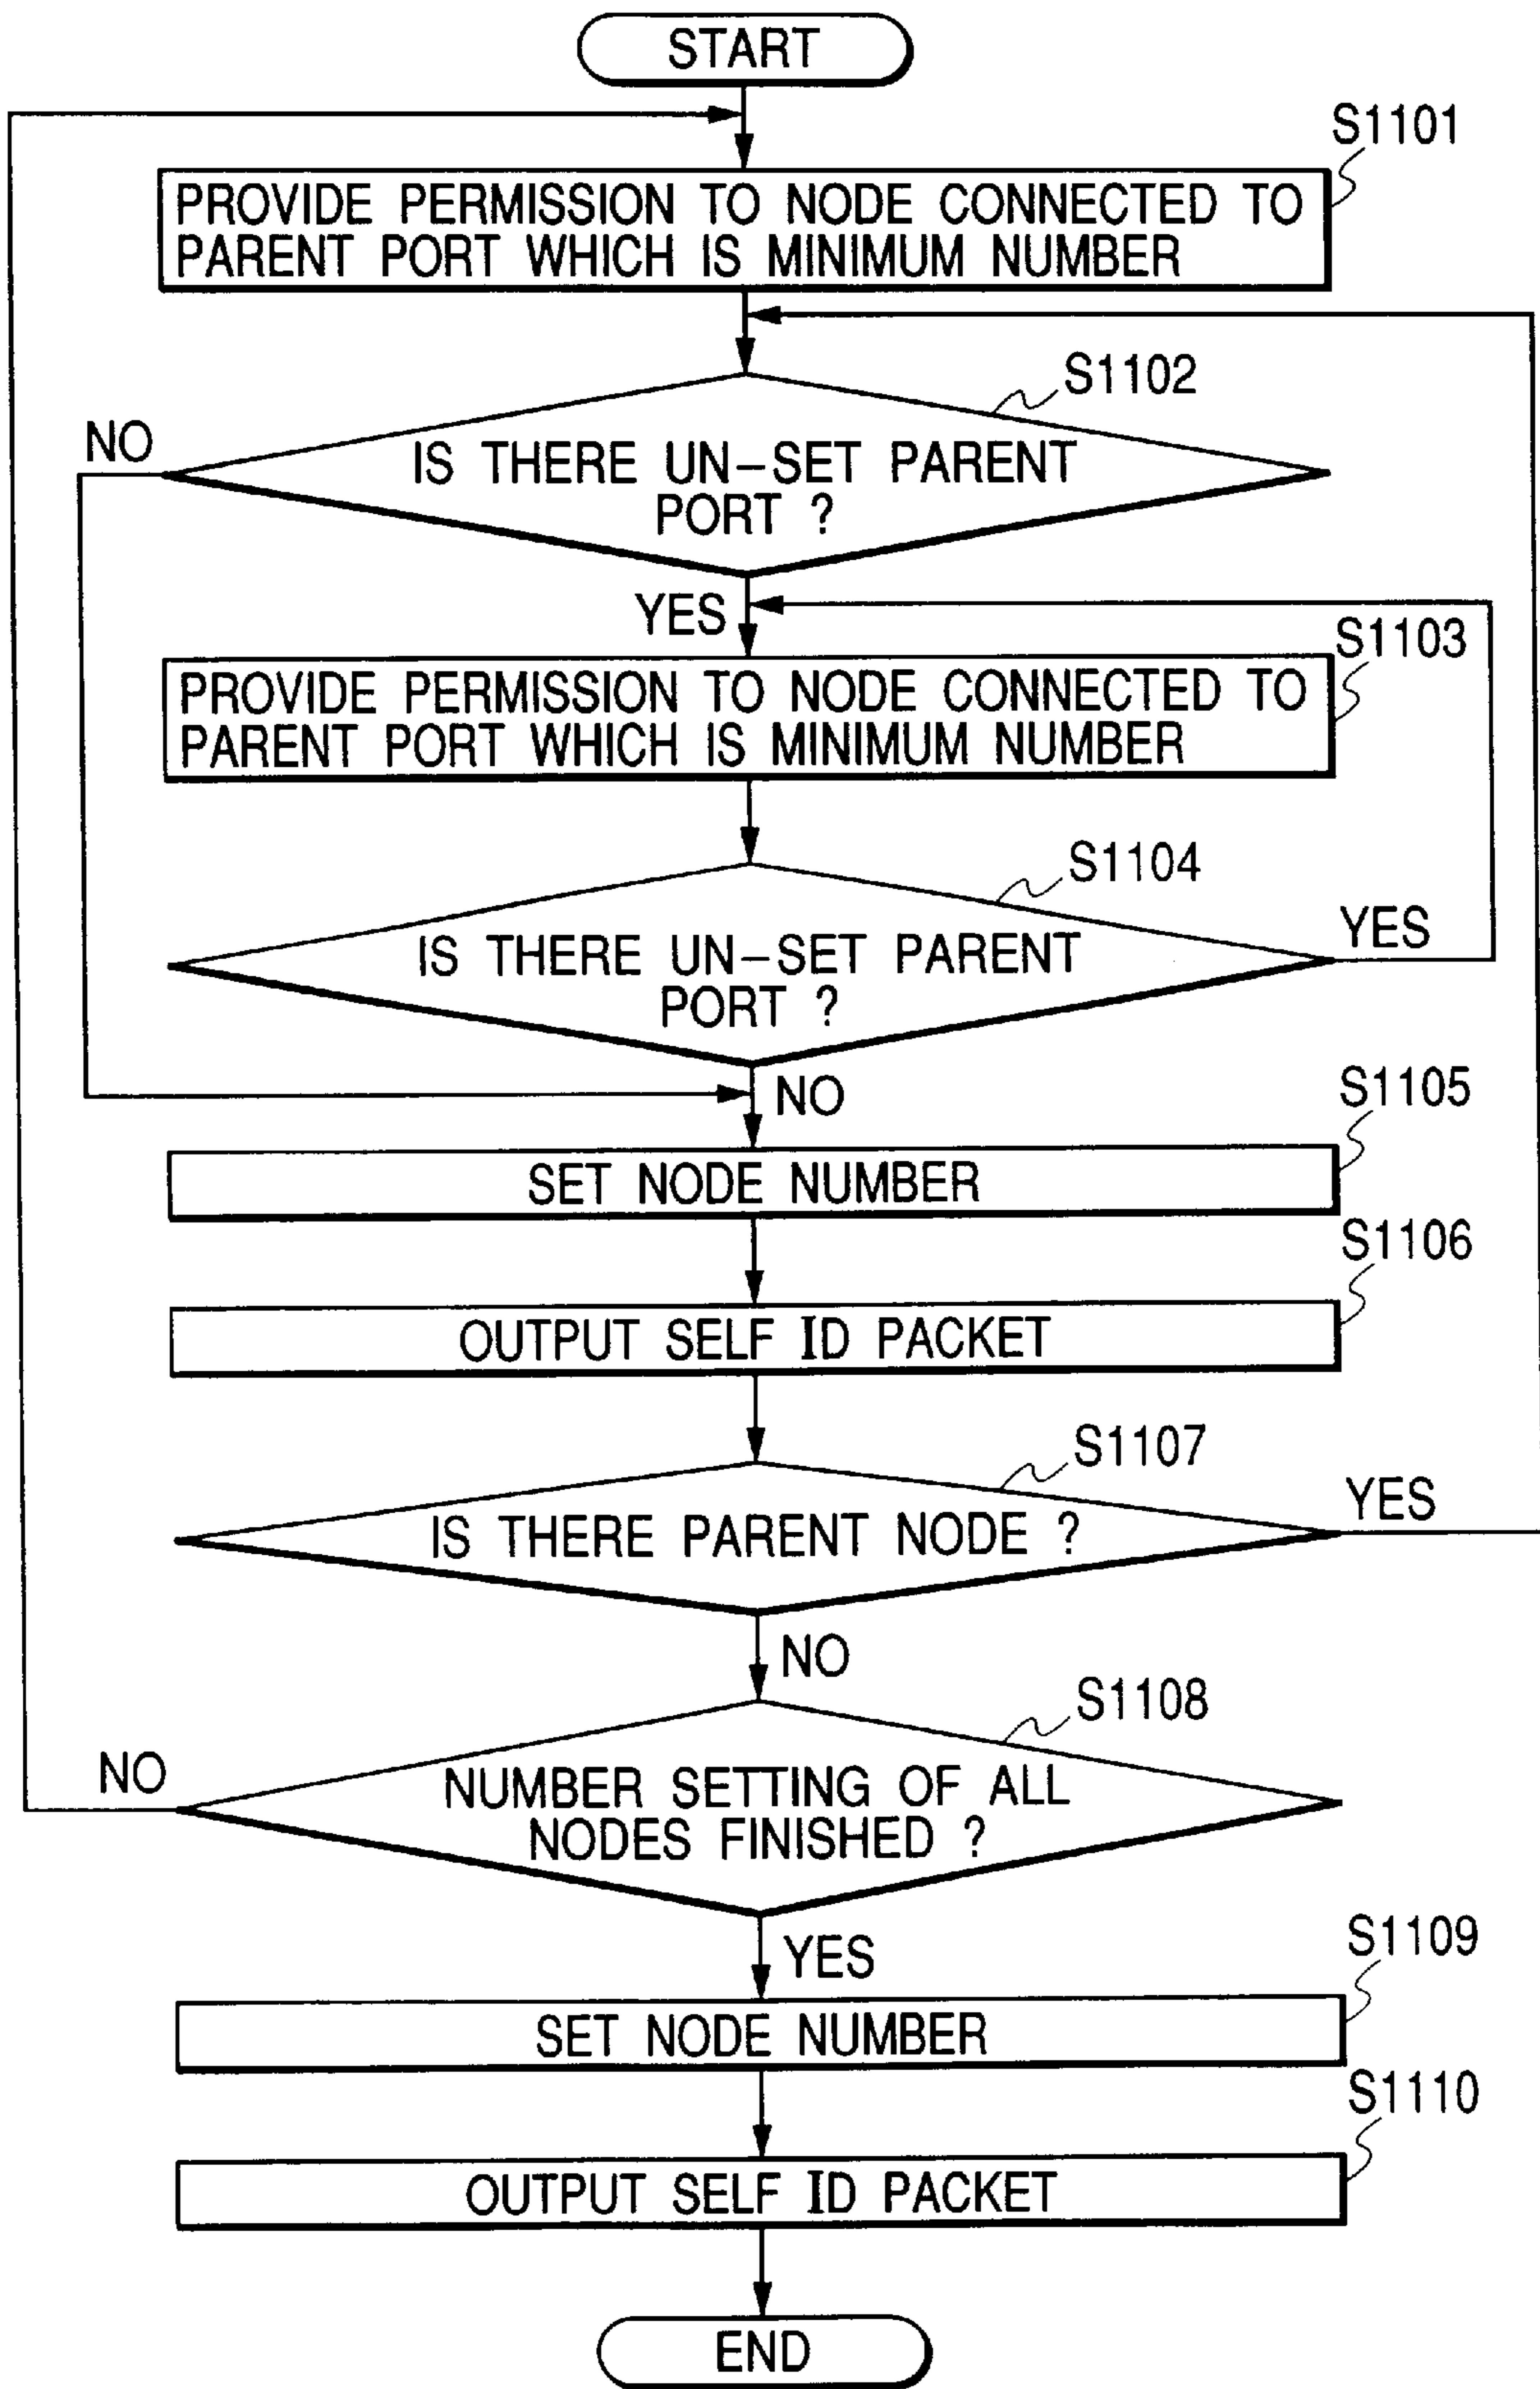 START
S1101
PROVIDE PERMISSION TO NODE CONNECTED TO
PARENT PORT WHICH IS MINIMUM NUMBER
S1102
NO
IS THERE UN-SET PARENT
PORT ?
YES
S1103
PROVIDE PERMISSION TO NODE CONNECTED TO
PARENT PORT WHICH IS MINIMUM NUMBER
S1104
YES
IS THERE UN-SET PARENT
PORT ?
NO
S1105
SET NODE NUMBER
S1106
OUTPUT SELF ID PACKET
S1107
YES
IS THERE PARENT NODE ?
NO
S1108
NO
NUMBER SETTING OF ALL
NODES FINISHED ?
YES
S1109
SET NODE NUMBER
S1110
OUTPUT SELF ID PACKET
END